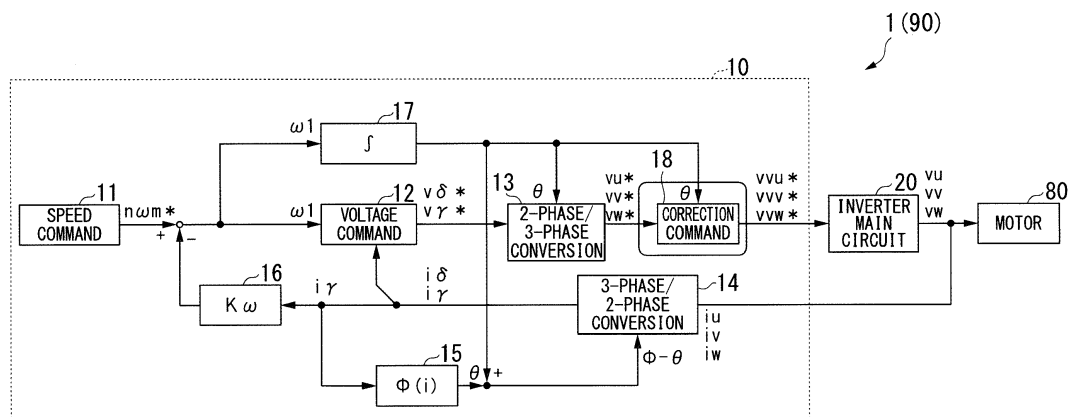 1 (90)
10
17
ω1
∫
11
SPEED
COMMAND
nωm*
+
−
ω1
12
VOLTAGE
COMMAND
vδ*
vγ*
θ
13
2-PHASE/
3-PHASE
CONVERSION
vu*
vv*
vw*
18
θ
CORRECTION
COMMAND
vvu*
vvv*
vvw*
20
INVERTER
MAIN
CIRCUIT
vu
vv
vw
80
MOTOR
16
Kω
iγ
iδ
iγ
3-PHASE/
2-PHASE
CONVERSION
14
iu
iv
iw
15
Φ(i)
θ
+
Φ−θ